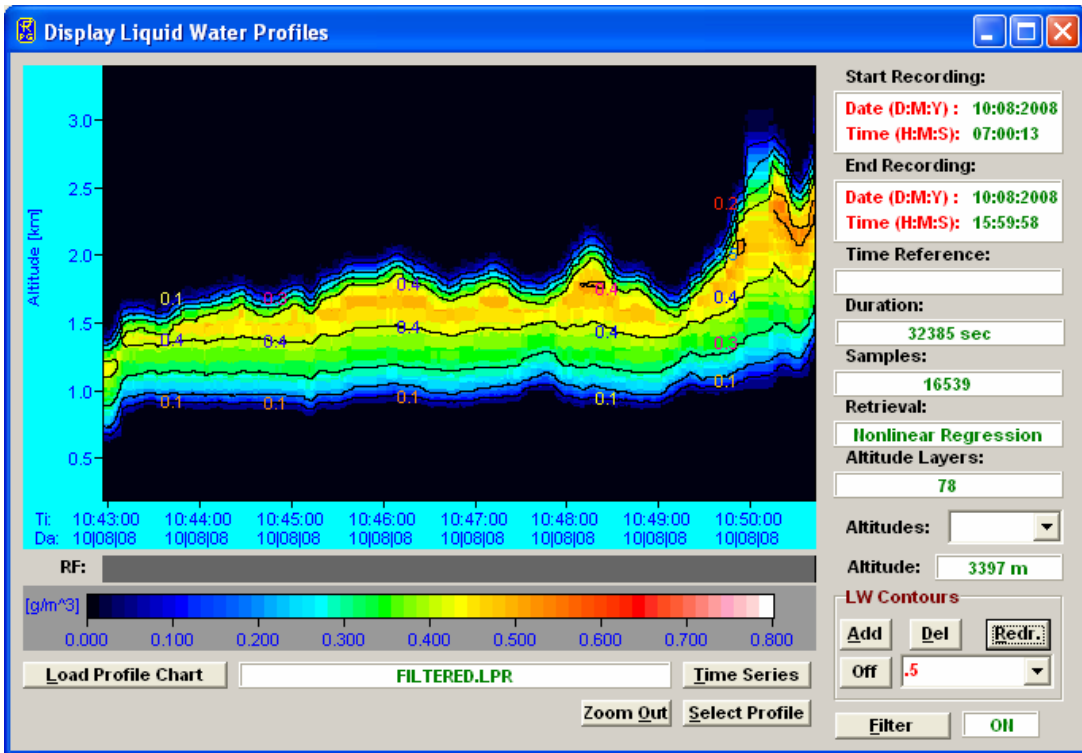 Display Liquid Water Profiles
Altitude [km]
3.0
2.5
2.0
1.5
1.0
0.5
0.1 0.3 0.4 0.4 0.2 0.5
0.4 0.4 0.4 0.4 0.4 0.3
0.1 0.1 0.1 0.1 0.1
Ti: 10:43:00 10:44:00 10:45:00 10:46:00 10:47:00 10:48:00 10:49:00 10:50:00
Da: 10|08|08 10|08|08 10|08|08 10|08|08 10|08|08 10|08|08 10|08|08 10|08|08
RF:
[g/m^3]
0.000 0.100 0.200 0.300 0.400 0.500 0.600 0.700 0.800
Load Profile Chart FILTERED.LPR Time Series
Zoom Out Select Profile
Start Recording:
Date (D:M:Y) : 10:08:2008
Time (H:M:S): 07:00:13
End Recording:
Date (D:M:Y) : 10:08:2008
Time (H:M:S): 15:59:58
Time Reference:
Duration:
32385 sec
Samples:
16539
Retrieval:
Nonlinear Regression
Altitude Layers:
78
Altitudes:
Altitude: 3397 m
LW Contours
Add Del Redr.
Off .5
Filter ON